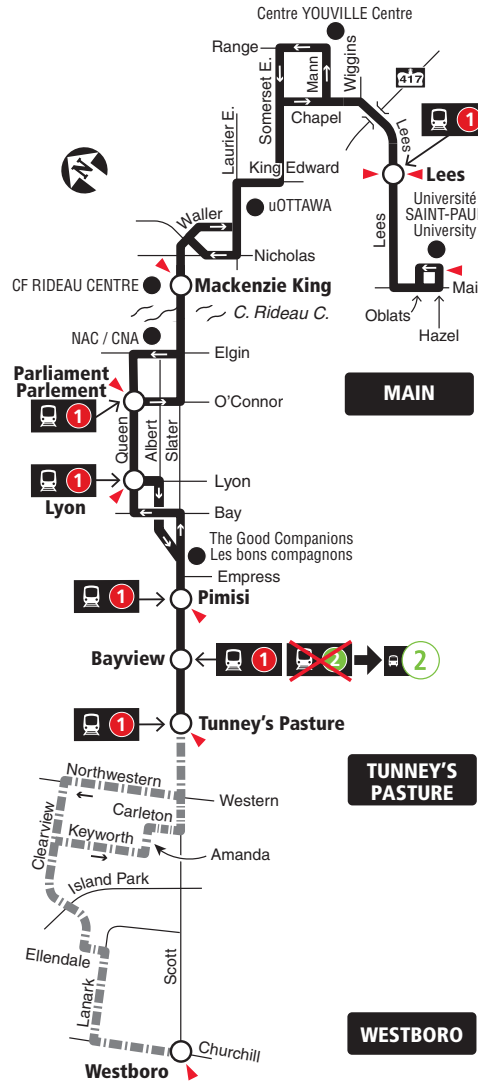 Centre YOUVILLE Centre
Range
Somerset E.
Mann
Wiggins
417
Chapel
Lees
1
Lees
Laurier E.
King Edward
uOTTAWA
Université
SAINT-PAUL
University
Lees
Waller
Nicholas
CF RIDEAU CENTRE
Mackenzie King
C. Rideau C.
Main
Oblats
Hazel
NAC / CNA
Elgin
Parliament
Parlement
1
O'Connor
MAIN
Queen
Albert
Slater
1
Lyon
Lyon
Bay
The Good Companions
Les bons compagnons
Empress
1
Pimisi
Bayview
1
2
2
1
Tunney's Pasture
TUNNEY'S
PASTURE
Northwestern
Western
Carleton
Clearview
Keyworth
Amanda
Island Park
Ellendale
Scott
Lanark
WESTBORO
Churchill
Westboro
N